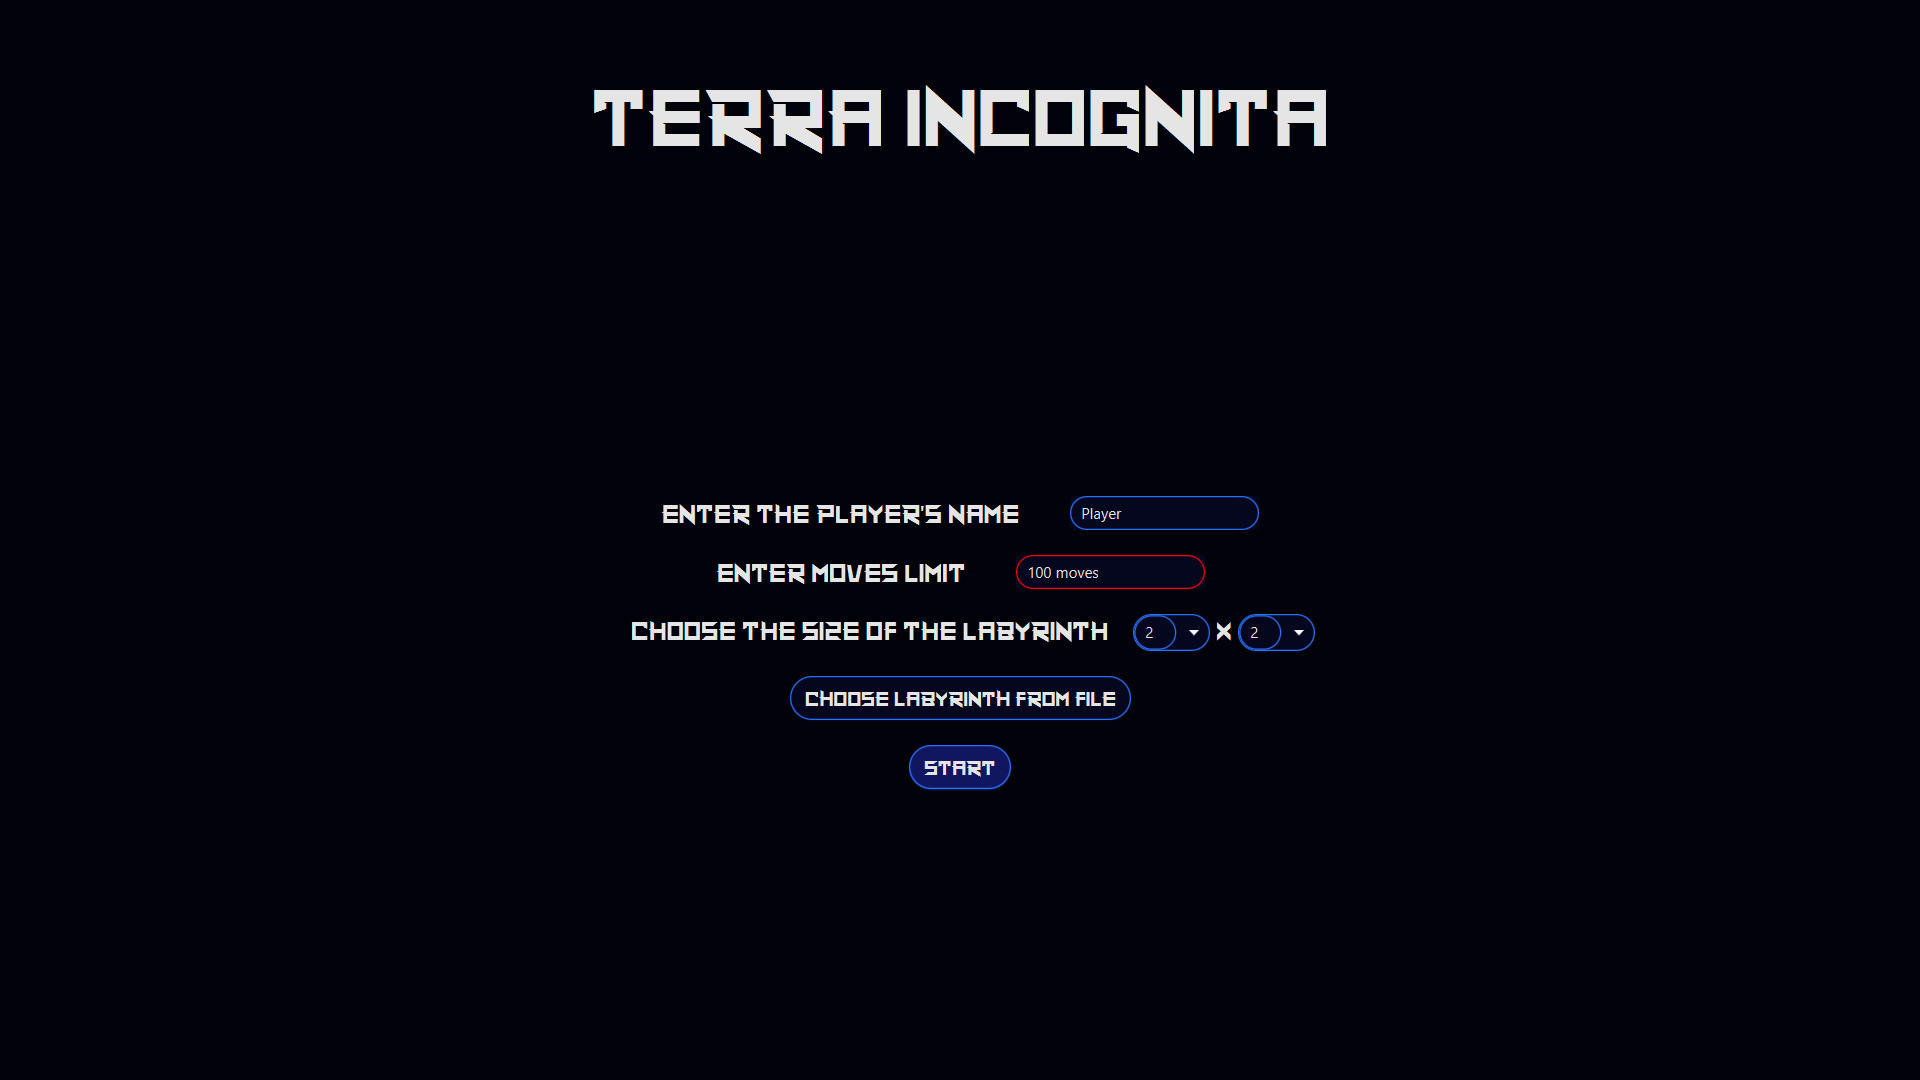 TERRA INCOGNITA
ENTER THE PLAYER'S NAME Player
ENTER MOVES LIMIT 100 moves
CHOOSE THE SIZE OF THE LABYRINTH 2 X 2
CHOOSE LABYRINTH FROM FILE
START